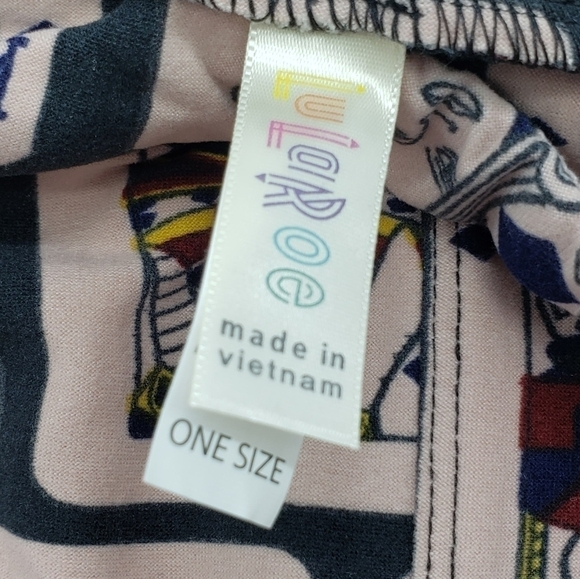 LuLaRoe
made in
vietnam
ONE SIZE